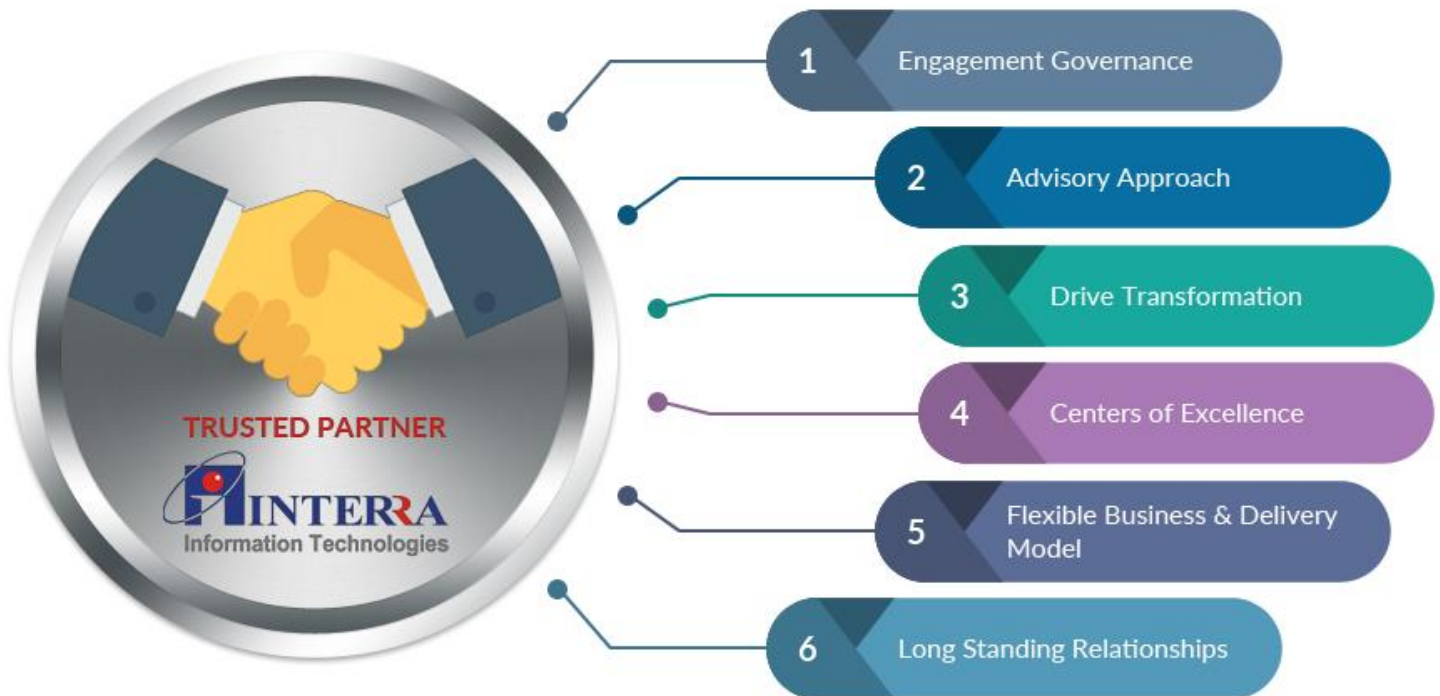 TRUSTED PARTNER
INTERRA
Information Technologies
1
Engagement Governance
2
Advisory Approach
3
Drive Transformation
4
Centers of Excellence
5
Flexible Business & Delivery
Model
6
Long Standing Relationships